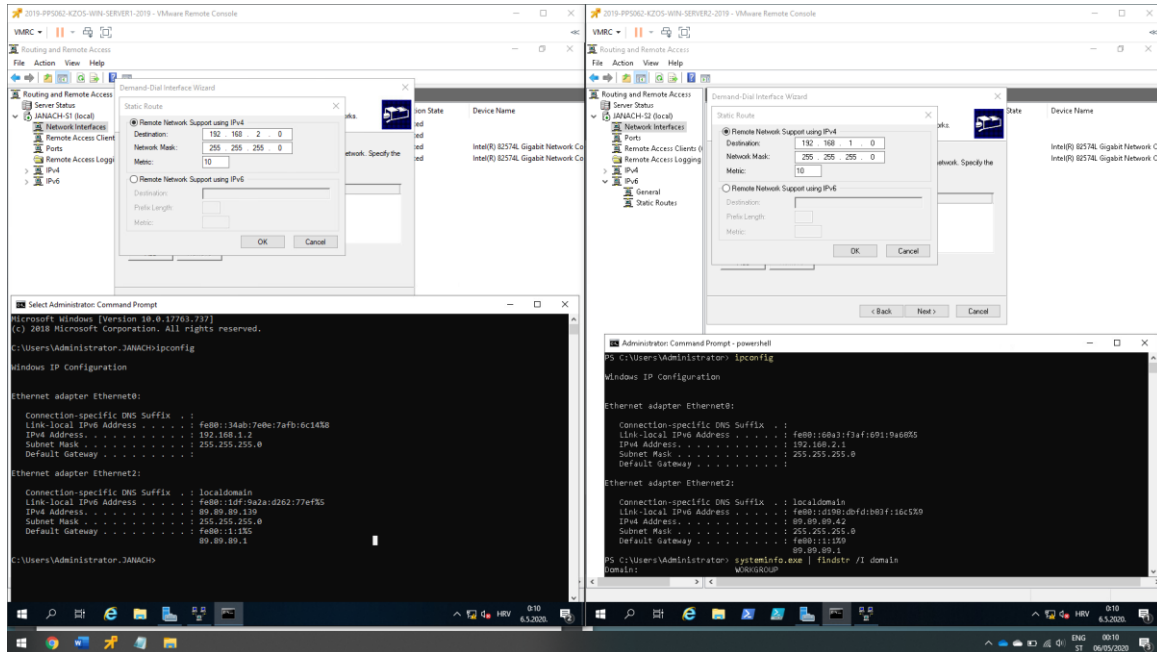 2019-PPS062-KZOS-WIN-SERVER1-2019 - VMware Remote Console
VMRC
Routing and Remote Access
File Action View Help
Routing and Remote Access
Server Status
JANACH-S1 (local)
Network Interfaces
Remote Access Client
Ports
Remote Access Loggi
IPv4
IPv6
Demand-Dial Interface Wizard
Static Route
Remote Network Support using IPv4
Destination: 192 . 168 . 2 . 0
Network Mask: 255 . 255 . 255 . 0
Metric: 10
Remote Network Support using IPv6
Destination:
Prefix Length:
Metric:
OK Cancel
orks.
etwork. Specify the
ion State Device Name
ed
ed
ed Intel(R) 82574L Gigabit Network Co
ed Intel(R) 82574L Gigabit Network Co
Select Administrator: Command Prompt
Microsoft Windows [Version 10.0.17763.737]
(c) 2018 Microsoft Corporation. All rights reserved.
C:\Users\Administrator.JANACH>ipconfig
Windows IP Configuration
Ethernet adapter Ethernet0:
Connection-specific DNS Suffix . :
Link-local IPv6 Address . . . . . : fe80::34ab:7e0e:7afb:6c14%8
IPv4 Address. . . . . . . . . . . : 192.168.1.2
Subnet Mask . . . . . . . . . . . : 255.255.255.0
Default Gateway . . . . . . . . . :
Ethernet adapter Ethernet2:
Connection-specific DNS Suffix . : localdomain
Link-local IPv6 Address . . . . . : fe80::1df:9a2a:d262:77ef%5
IPv4 Address. . . . . . . . . . . : 89.89.89.139
Subnet Mask . . . . . . . . . . . : 255.255.255.0
Default Gateway . . . . . . . . . : fe80::1:1%5
89.89.89.1
C:\Users\Administrator.JANACH>
HRV 0:10
6.5.2020.
2019-PPS062-KZOS-WIN-SERVER2-2019 - VMware Remote Console
VMRC
Routing and Remote Access
File Action View Help
Routing and Remote Access
Server Status
JANACH-S2 (local)
Network Interfaces
Ports
Remote Access Clients (
Remote Access Logging
IPv4
IPv6
General
Static Routes
Demand-Dial Interface Wizard
Static Route
Remote Network Support using IPv4
Destination: 192 . 168 . 1 . 0
Network Mask: 255 . 255 . 255 . 0
Metric: 10
Remote Network Support using IPv6
Destination:
Prefix Length:
Metric:
OK Cancel
orks.
etwork. Specify the
< Back Next > Cancel
State Device Name
Intel(R) 82574L Gigabit Network C
Intel(R) 82574L Gigabit Network C
Administrator: Command Prompt - powershell
PS C:\Users\Administrator> ipconfig
Windows IP Configuration
Ethernet adapter Ethernet0:
Connection-specific DNS Suffix . :
Link-local IPv6 Address . . . . . : fe80::60a3:f3af:691:9a60%5
IPv4 Address. . . . . . . . . . . : 192.168.2.1
Subnet Mask . . . . . . . . . . . : 255.255.255.0
Default Gateway . . . . . . . . . :
Ethernet adapter Ethernet2:
Connection-specific DNS Suffix . : localdomain
Link-local IPv6 Address . . . . . : fe80::d190:dbfd:b03f:16c5%9
IPv4 Address. . . . . . . . . . . : 89.89.89.42
Subnet Mask . . . . . . . . . . . : 255.255.255.0
Default Gateway . . . . . . . . . : fe80::1:1%9
89.89.89.1
PS C:\Users\Administrator> systeminfo.exe | findstr /I domain
Domain: WORKGROUP
HRV 0:10
6.5.2020.
ENG 00:10
ST 06/05/2020